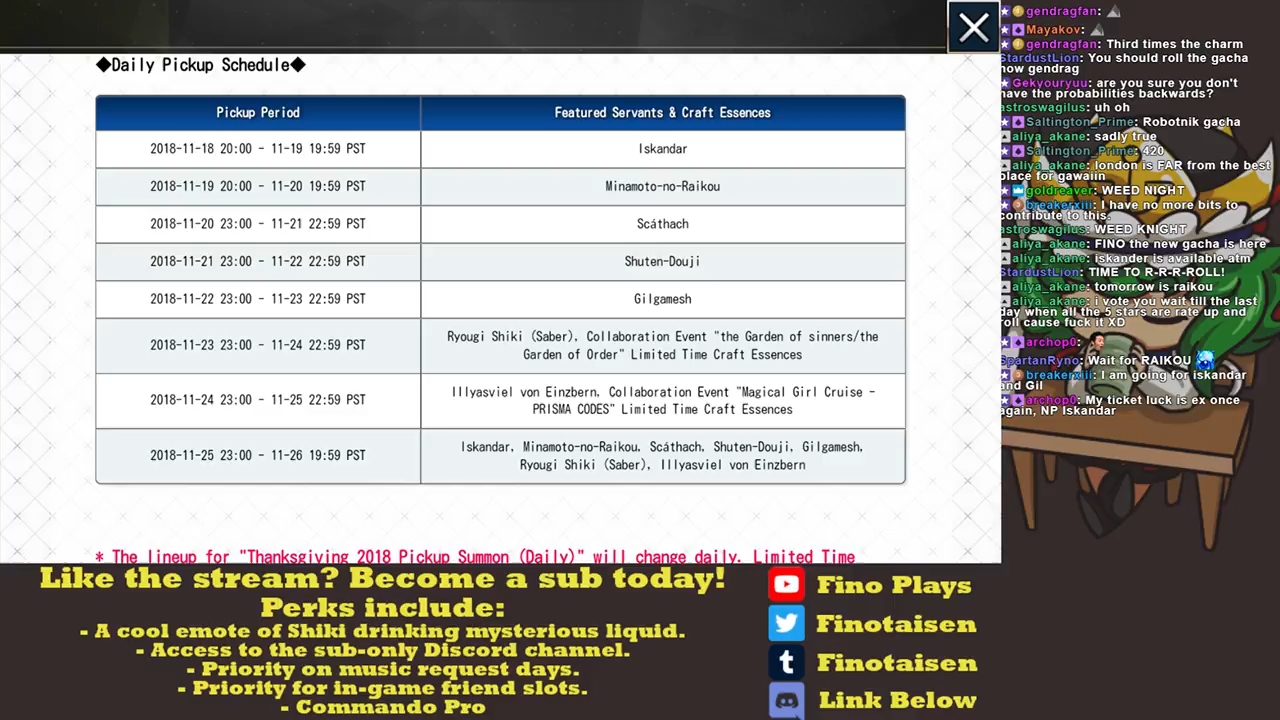 ◆Daily Pickup Schedule◆
Pickup Period
Featured Servants & Craft Essences
2018-11-18 20:00 - 11-19 19:59 PST
Iskandar
2018-11-19 20:00 - 11-20 19:59 PST
Minamoto-no-Raikou
2018-11-20 23:00 - 11-21 22:59 PST
Scáthach
2018-11-21 23:00 - 11-22 22:59 PST
Shuten-Douji
2018-11-22 23:00 - 11-23 22:59 PST
Gilgamesh
2018-11-23 23:00 - 11-24 22:59 PST
Ryougi Shiki (Saber), Collaboration Event "the Garden of sinners/the
Garden of Order" Limited Time Craft Essences
2018-11-24 23:00 - 11-25 22:59 PST
Illyasviel von Einzbern, Collaboration Event "Magical Girl Cruise -
PRISMA CODES" Limited Time Craft Essences
2018-11-25 23:00 - 11-26 19:59 PST
Iskandar, Minamoto-no-Raikou, Scáthach, Shuten-Douji, Gilgamesh,
Ryougi Shiki (Saber), Illyasviel von Einzbern
* The lineup for "Thanksgiving 2018 Pickup Summon (Daily)" will change daily. Limited Time
gendragfan:
Mayakov:
gendragfan: Third times the charm
StardustLion: You should roll the gacha
now gendrag
Gekyouryuu: are you sure you don't
have the probabilities backwards?
astroswagilus: uh oh
Saltington_Prime: Robotnik gacha
aliya_akane: sadly true
Saltington_Prime: 420
aliya_akane: london is FAR from the best
place for gawaiin
goldreaver: WEED NIGHT
breakerxiii: I have no more bits to
contribute to this.
astroswagilus: WEED KNIGHT
aliya_akane: FINO the new gacha is here
aliya_akane: iskander is available atm
StardustLion: TIME TO R-R-R-ROLL!
aliya_akane: tomorrow is raikou
aliya_akane: i vote you wait till the last
day when all the 5 stars are rate up and
roll cause fuck it XD
archop0:
SpartanRyno: Wait for RAIKOU
breakerxiii: I am going for iskandar
and Gil
archop0: My ticket luck is ex once
again, NP Iskandar
Like the stream? Become a sub today!
Perks include:
- A cool emote of Shiki drinking mysterious liquid.
- Access to the sub-only Discord channel.
- Priority on music request days.
- Priority for in-game friend slots.
- Commando Pro
Fino Plays
Finotaisen
Finotaisen
Link Below